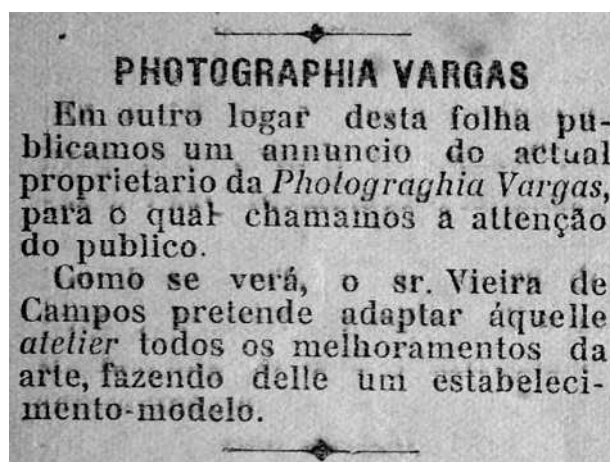 PHOTOGRAPHIA VARGAS
Em outro logar desta folha pu-
blicamos um annuncio do actual
proprietario da Photograghia Vargas,
para o qual chamamos a attenção
do publico.
Como se verá, o sr. Vieira de
Campos pretende adaptar áquelle
atetier todos os melhoramentos da
arte, fazendo delle um estabeleci-
mento-modelo.